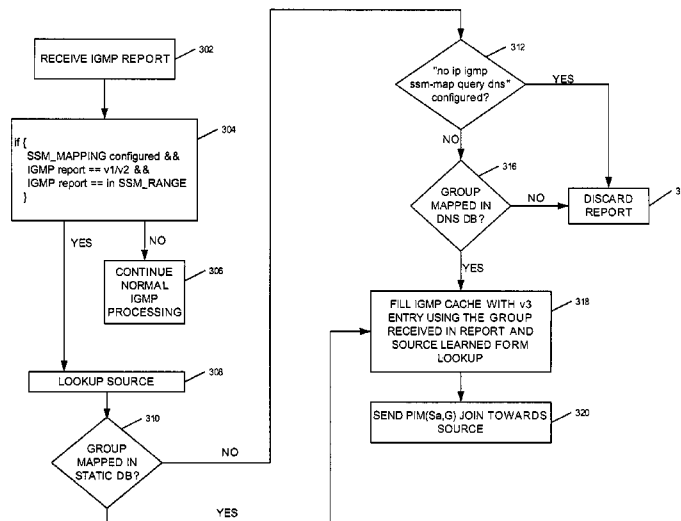 RECEIVE IGMP REPORT
302
if {
SSM_MAPPING configured &&
IGMP report == v1/v2 &&
IGMP report == in SSM_RANGE
}
304
YES
NO
CONTINUE
NORMAL
IGMP
PROCESSING
306
LOOKUP SOURCE
308
310
GROUP
MAPPED IN
STATIC DB?
NO
YES
312
"no ip igmp
ssm-map query dns"
configured?
YES
NO
316
GROUP
MAPPED IN
DNS DB?
NO
DISCARD
REPORT
3
YES
FILL IGMP CACHE WITH v3
ENTRY USING THE GROUP
RECEIVED IN REPORT AND
SOURCE LEARNED FORM
LOOKUP
318
SEND PIM(Sa,G) JOIN TOWARDS
SOURCE
320